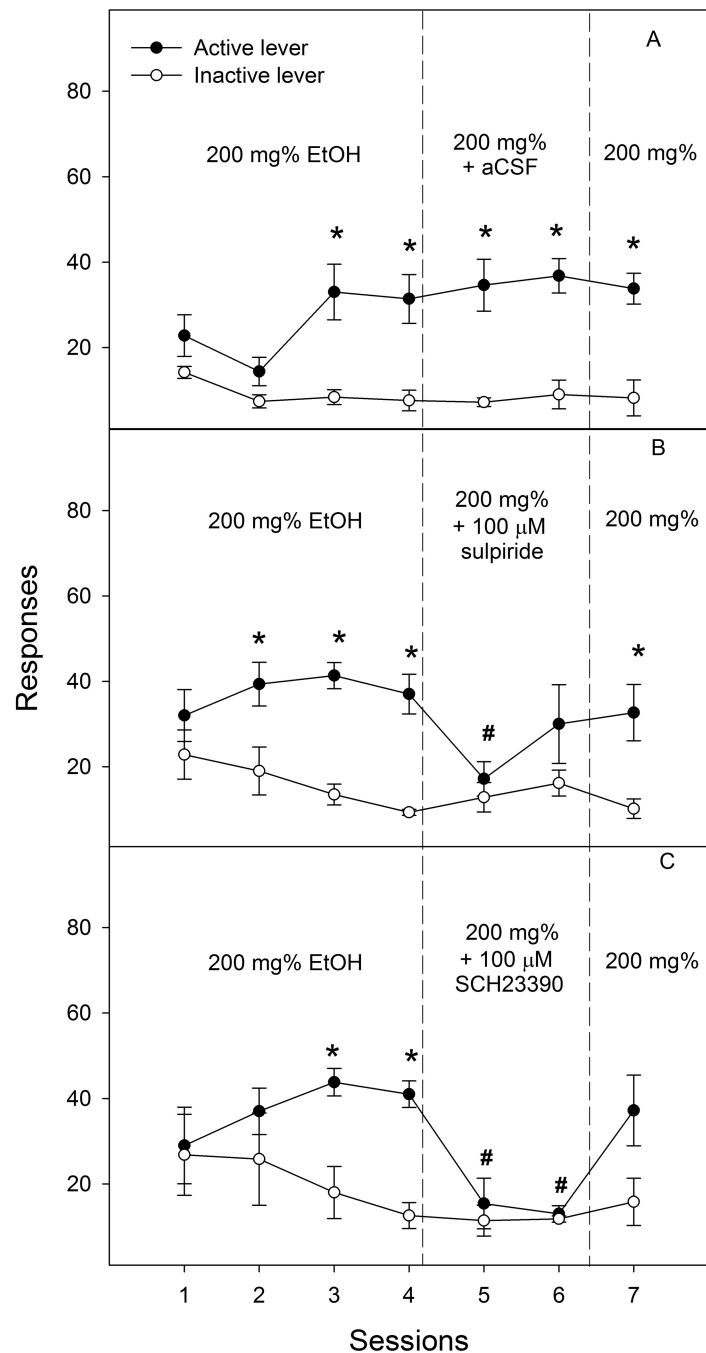 Active lever
Inactive lever
A
80
60
40
20
200 mg% EtOH
200 mg%
+ aCSF
200 mg%
*
*
*
*
*
B
80
60
40
20
200 mg% EtOH
200 mg%
+ 100 μM
sulpiride
200 mg%
*
*
*
#
*
Responses
C
80
60
40
20
200 mg% EtOH
200 mg%
+ 100 μM
SCH23390
200 mg%
*
*
#
#
1 2 3 4 5 6 7
Sessions